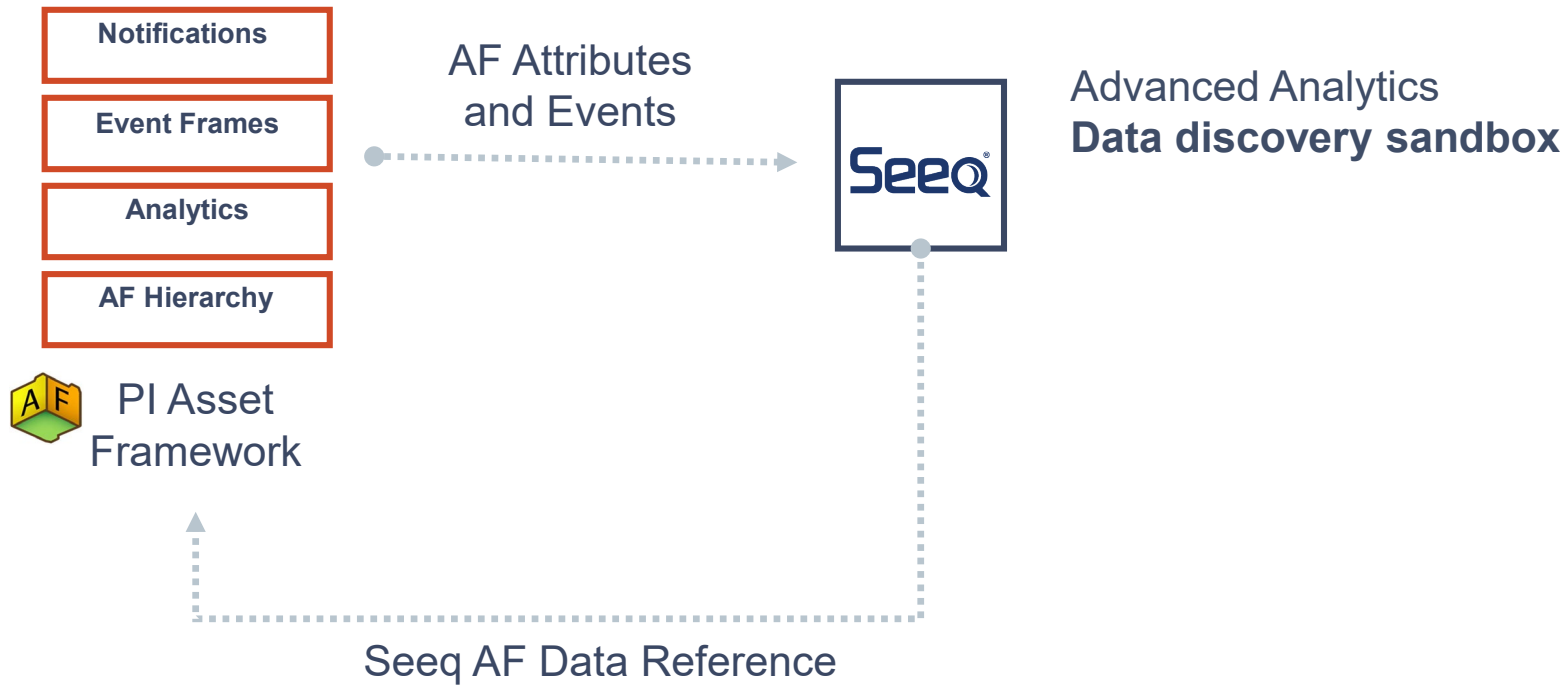 Notifications
Event Frames
Analytics
AF Hierarchy
AF
PI Asset
Framework
AF Attributes
and Events
Seeq®
Advanced Analytics
Data discovery sandbox
Seeq AF Data Reference